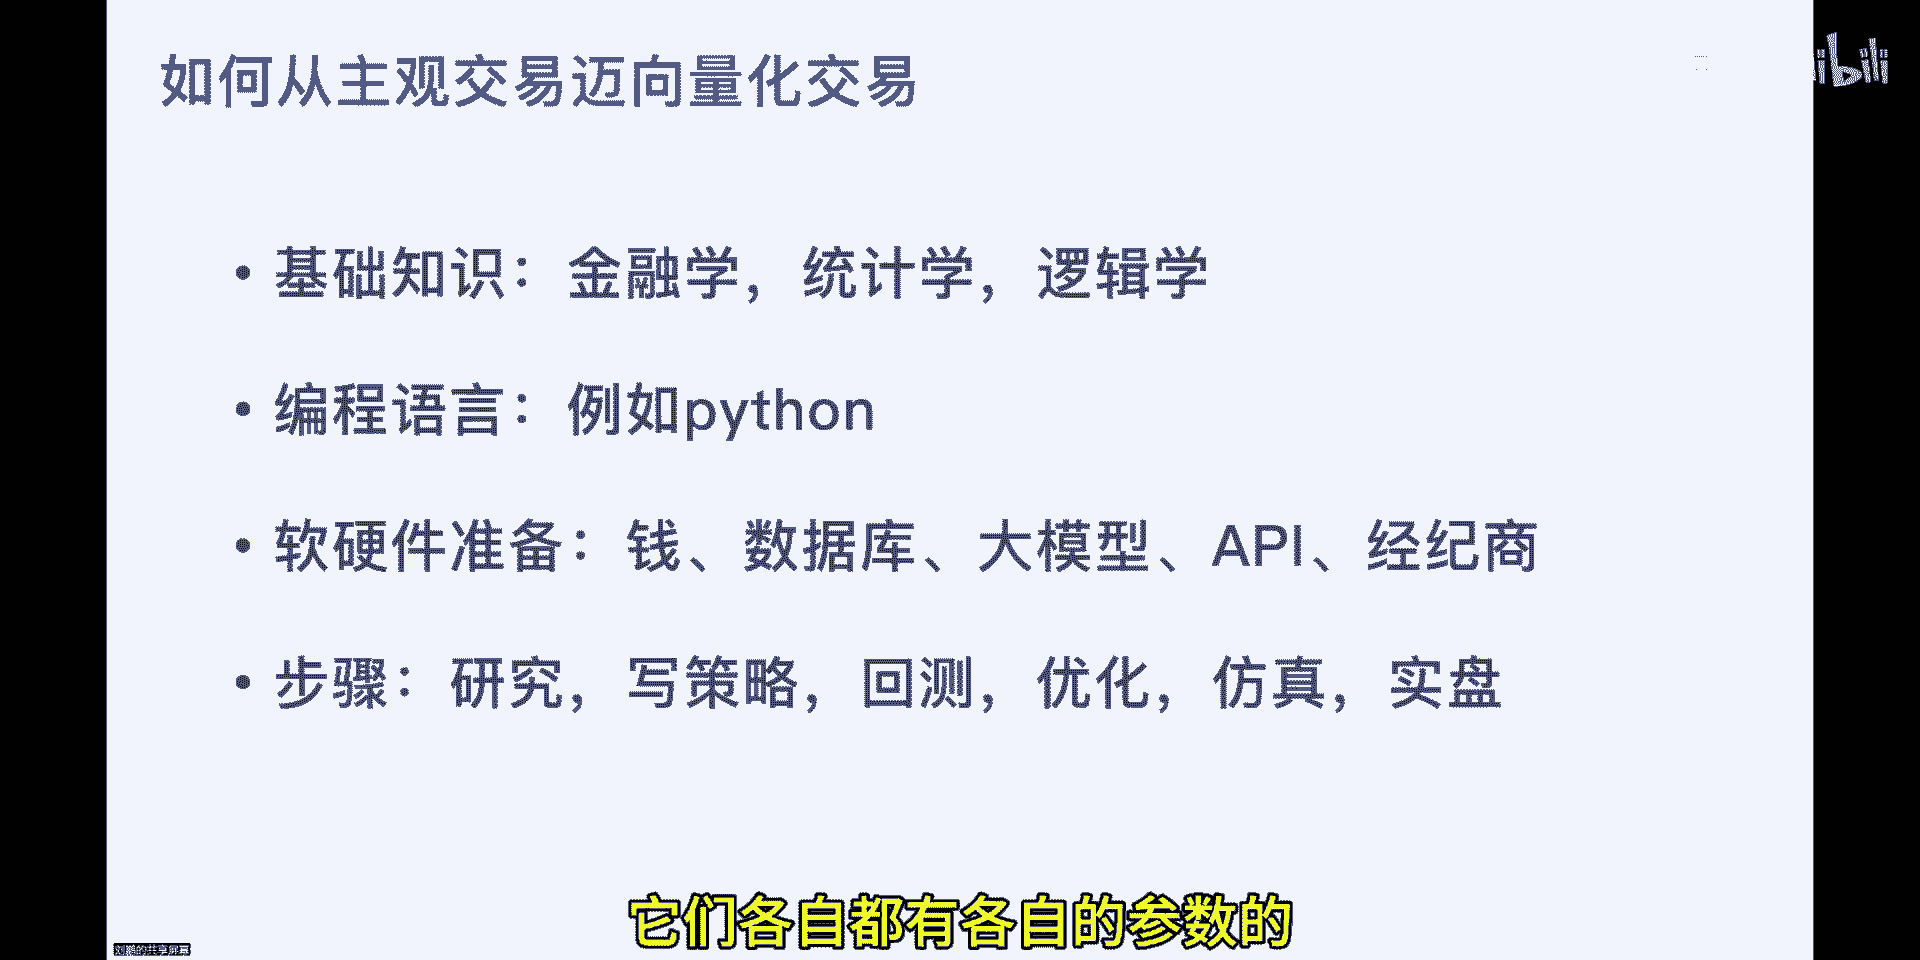 如何从主观交易迈向量化交易
ibili
• 基础知识：金融学，统计学，逻辑学
• 编程语言：例如python
• 软硬件准备：钱、数据库、大模型、API、经纪商
• 步骤：研究，写策略，回测，优化，仿真，实盘
它们各自都有各自的参数的
刘鹏的共享屏幕